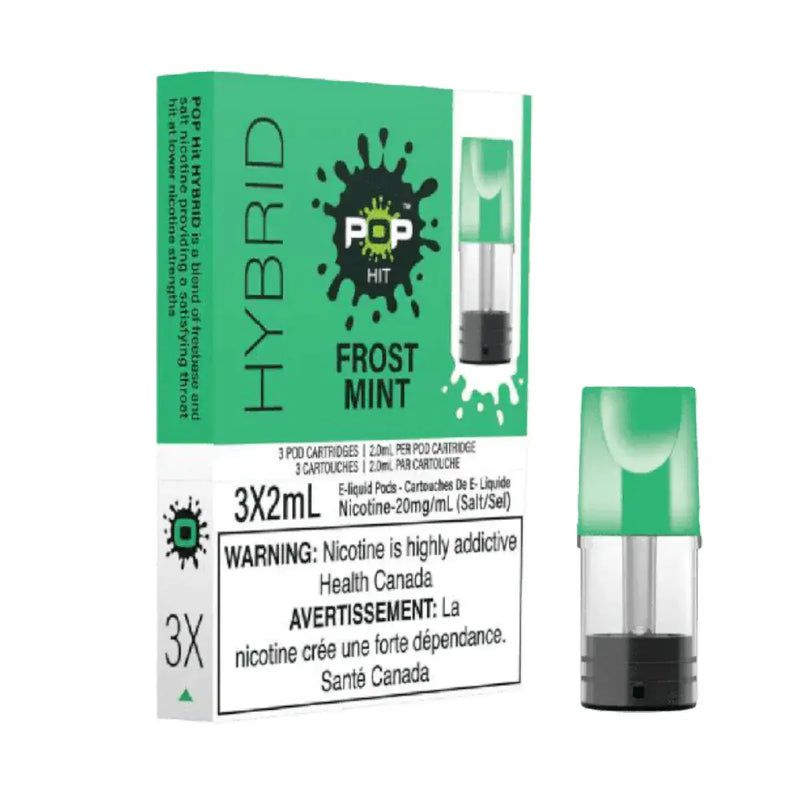 POP Hit HYBRID is a blend of freebase and
salt nicotine providing a satisfying throat
hit at lower nicotine strengths
HYBRID
POP™
HIT
FROST
MINT
3 POD CARTRIDGES | 2.0mL PER POD CARTRIDGE
3 CARTOUCHES | 2.0mL PAR CARTOUCHE
3X2mL
E-liquid Pods - Cartouches De E- Liquide
Nicotine-20mg/mL (Salt/Sel)
WARNING: Nicotine is highly addictive
Health Canada
AVERTISSEMENT: La
nicotine crée une forte dépendance.
Santé Canada
3X